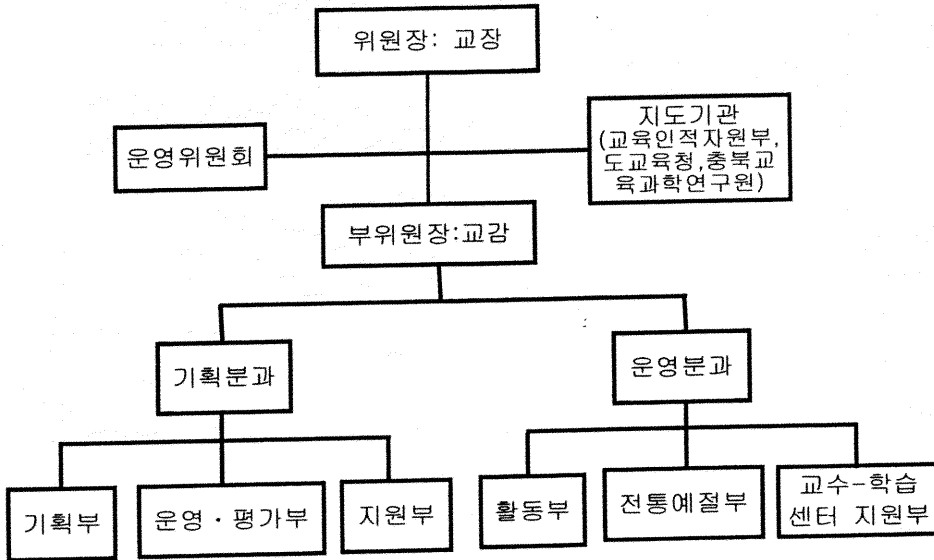 위원장: 교장
운영위원회
지도기관
(교육인적자원부,
도교육청,충북교
육과학연구원)
부위원장:교감
기획분과
운영분과
기획부
운영·평가부
지원부
활동부
전통예절부
교수-학습
센터 지원부